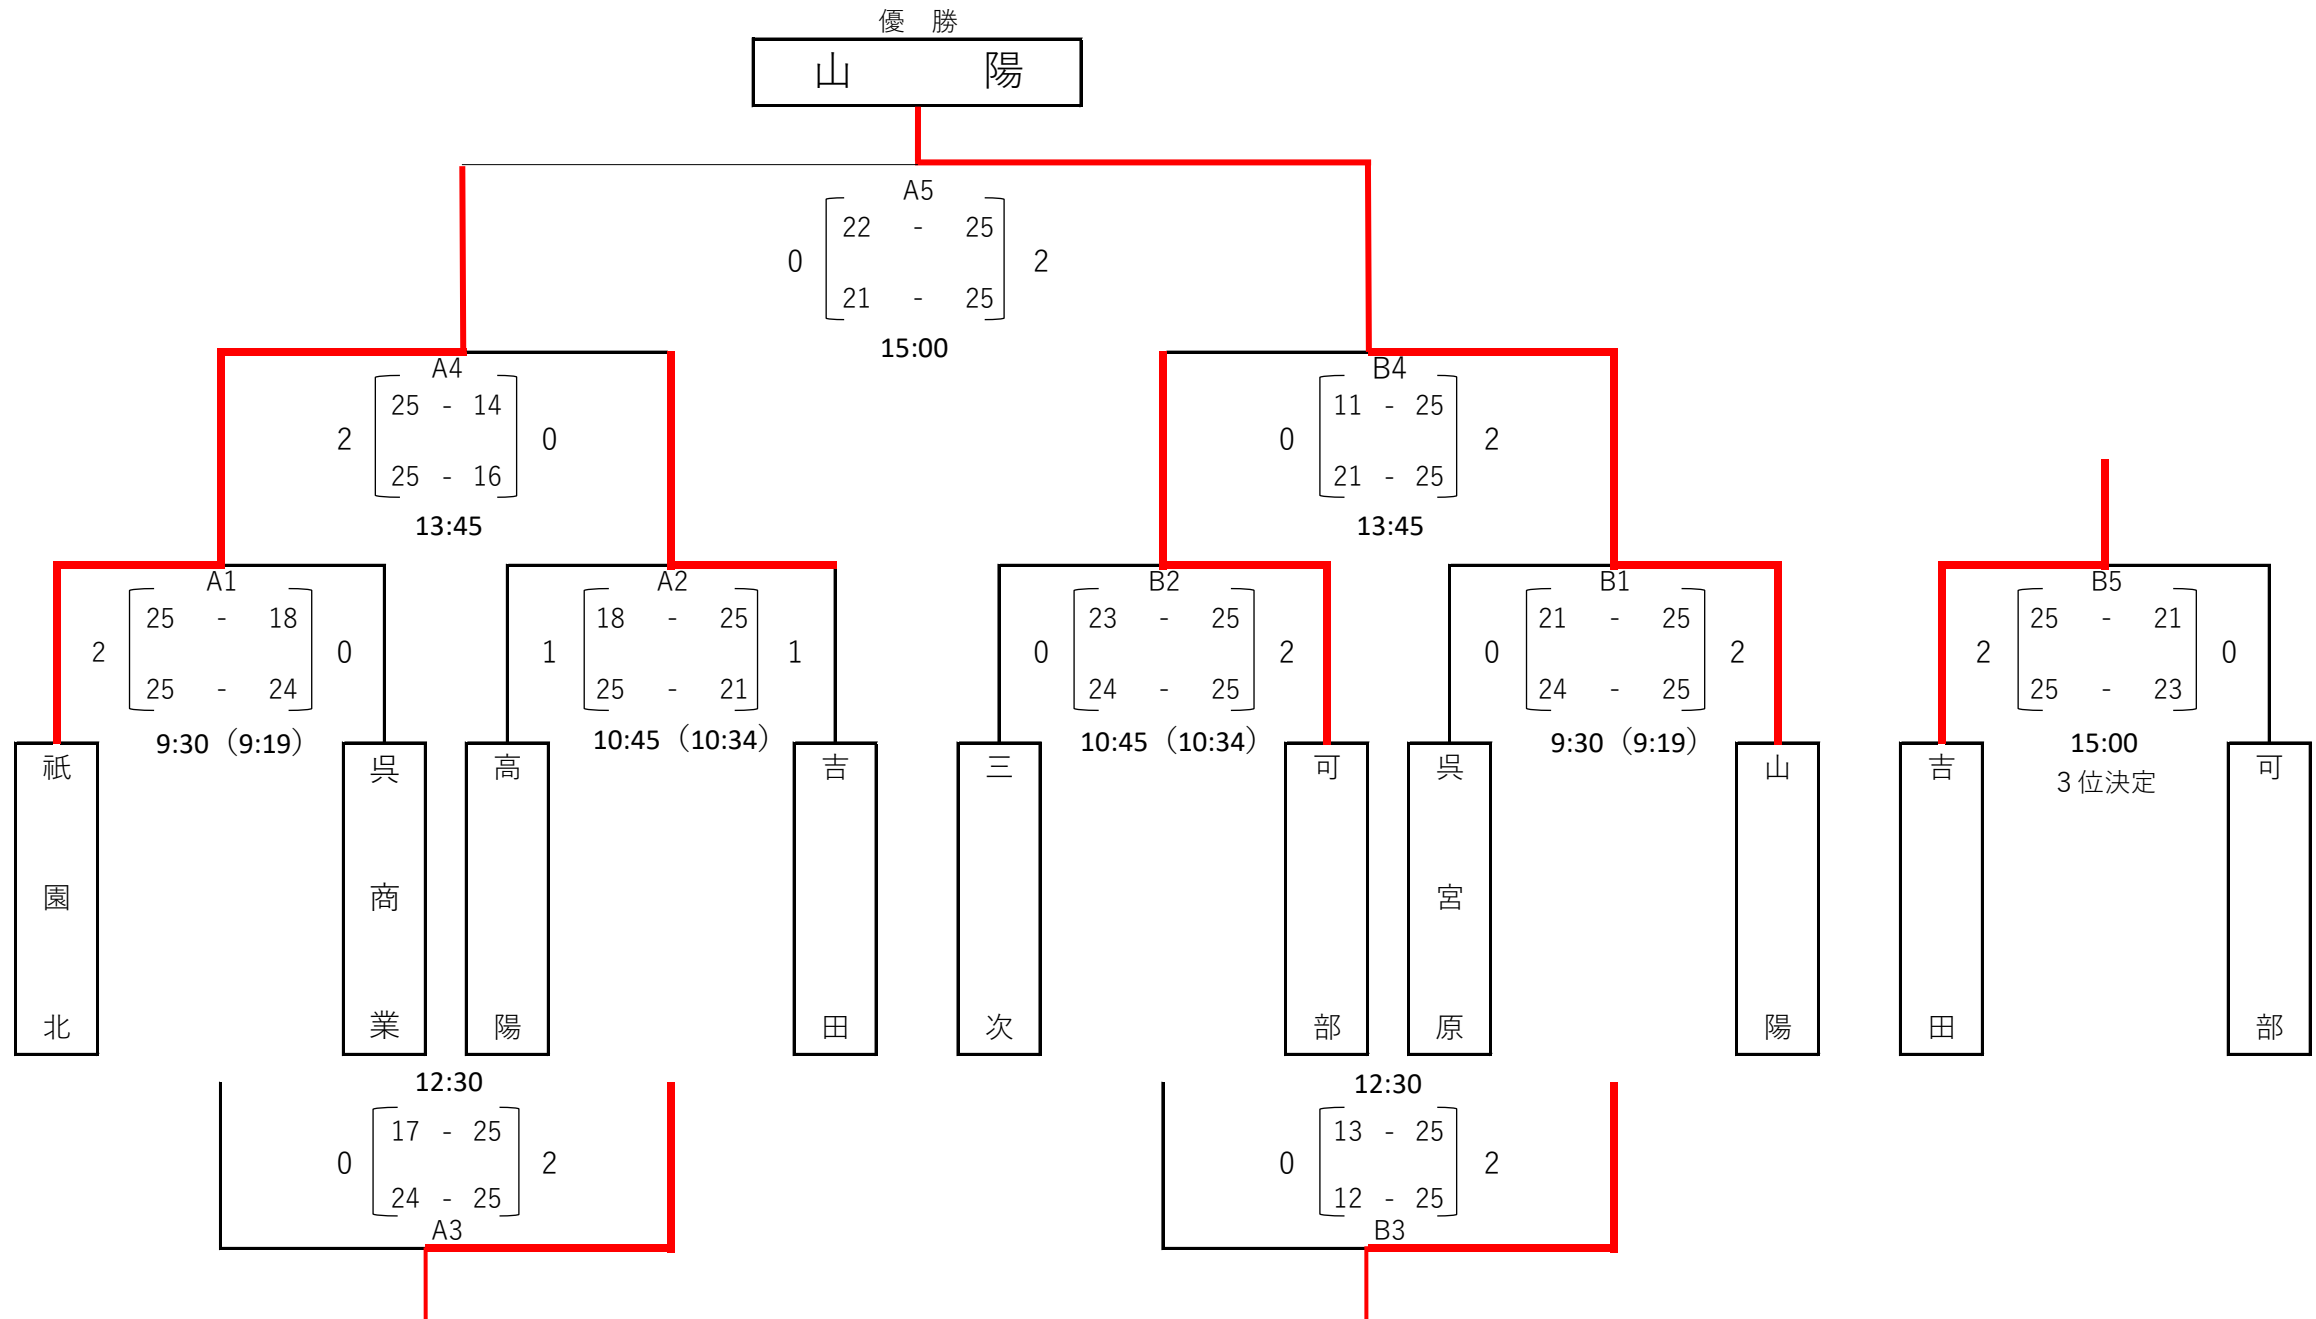 優 勝
山 陽
A5
22 - 25
0 2
21 - 25
15:00
A4
25 - 14
2 0
25 - 16
13:45
B4
11 - 25
0 2
21 - 25
13:45
A1
25 - 18
2 0
25 - 24
9:30（9:19）
A2
18 - 25
1 1
25 - 21
10:45（10:34）
B2
23 - 25
0 2
24 - 25
10:45（10:34）
B1
21 - 25
0 2
24 - 25
9:30（9:19）
B5
25 - 21
2 0
25 - 23
15:00
３位決定
祇園北
呉商業
高陽
吉田
三次
可部
呉宮原
山陽
吉田
可部
12:30
17 - 25
0 2
24 - 25
A3
12:30
13 - 25
0 2
12 - 25
B3